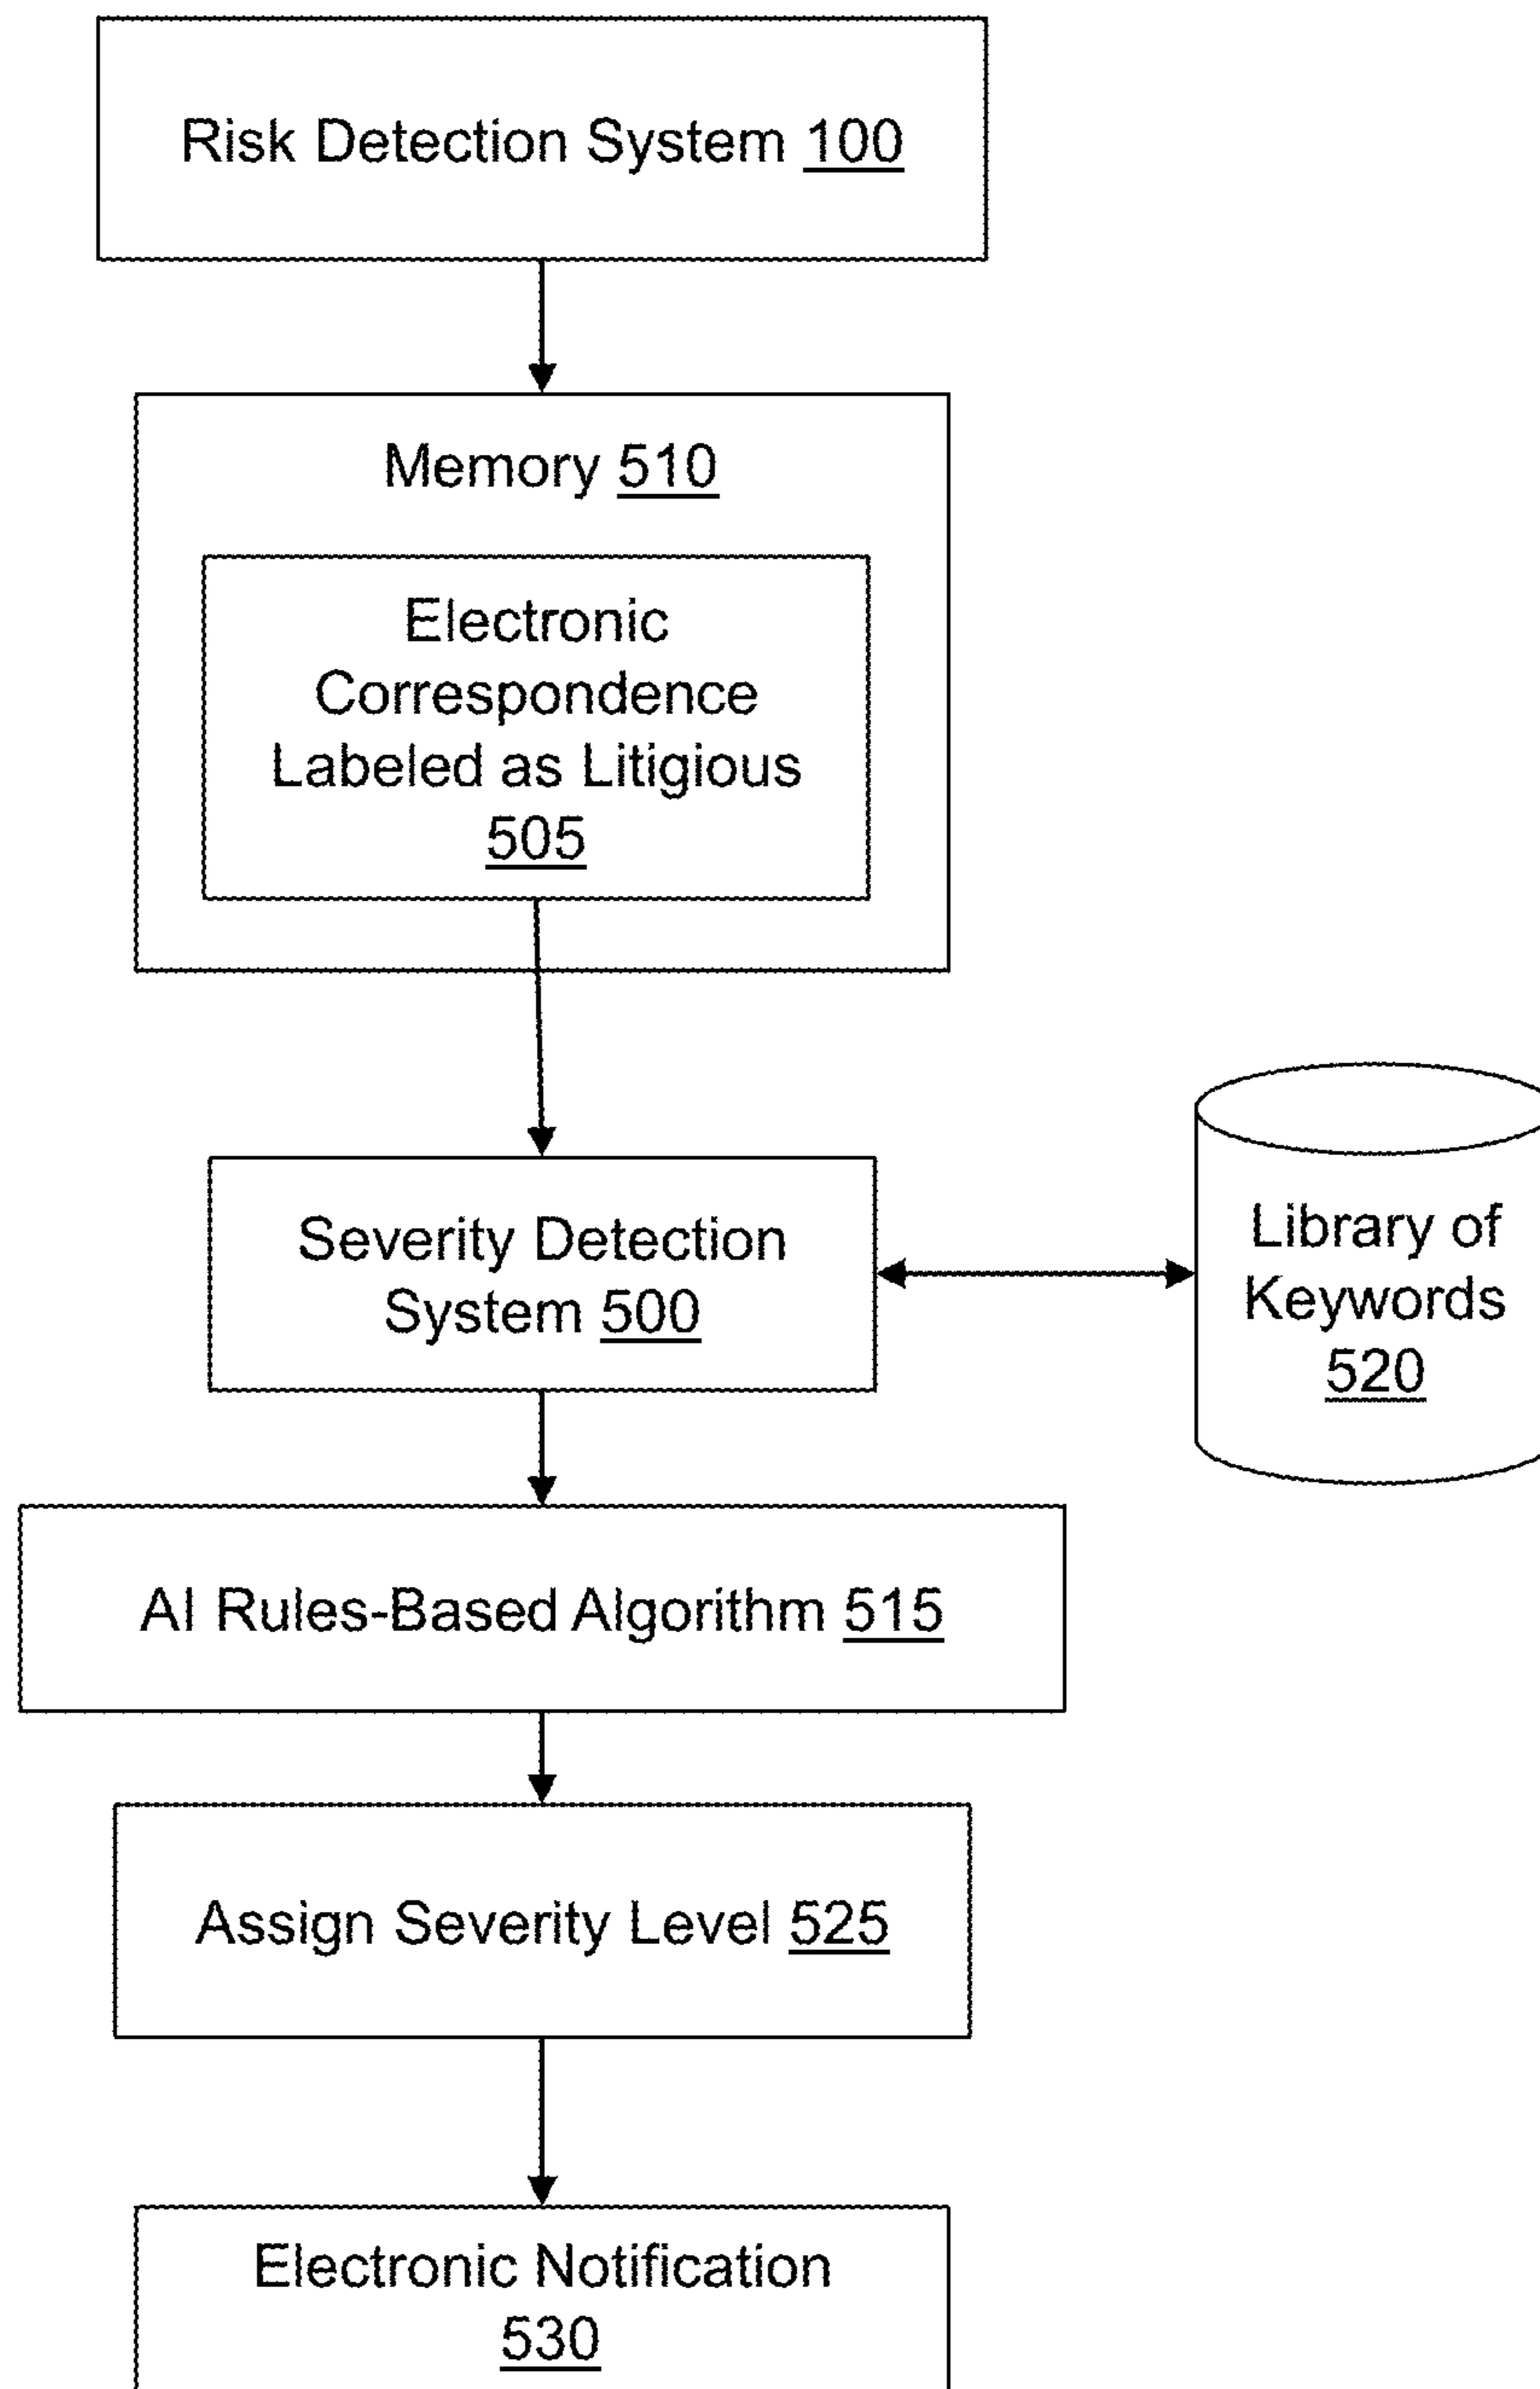 Risk Detection System 100
Memory 510
Electronic
Correspondence
Labeled as Litigious
505
Severity Detection
System 500
Library of
Keywords
520
AI Rules-Based Algorithm 515
Assign Severity Level 525
Electronic Notification
530